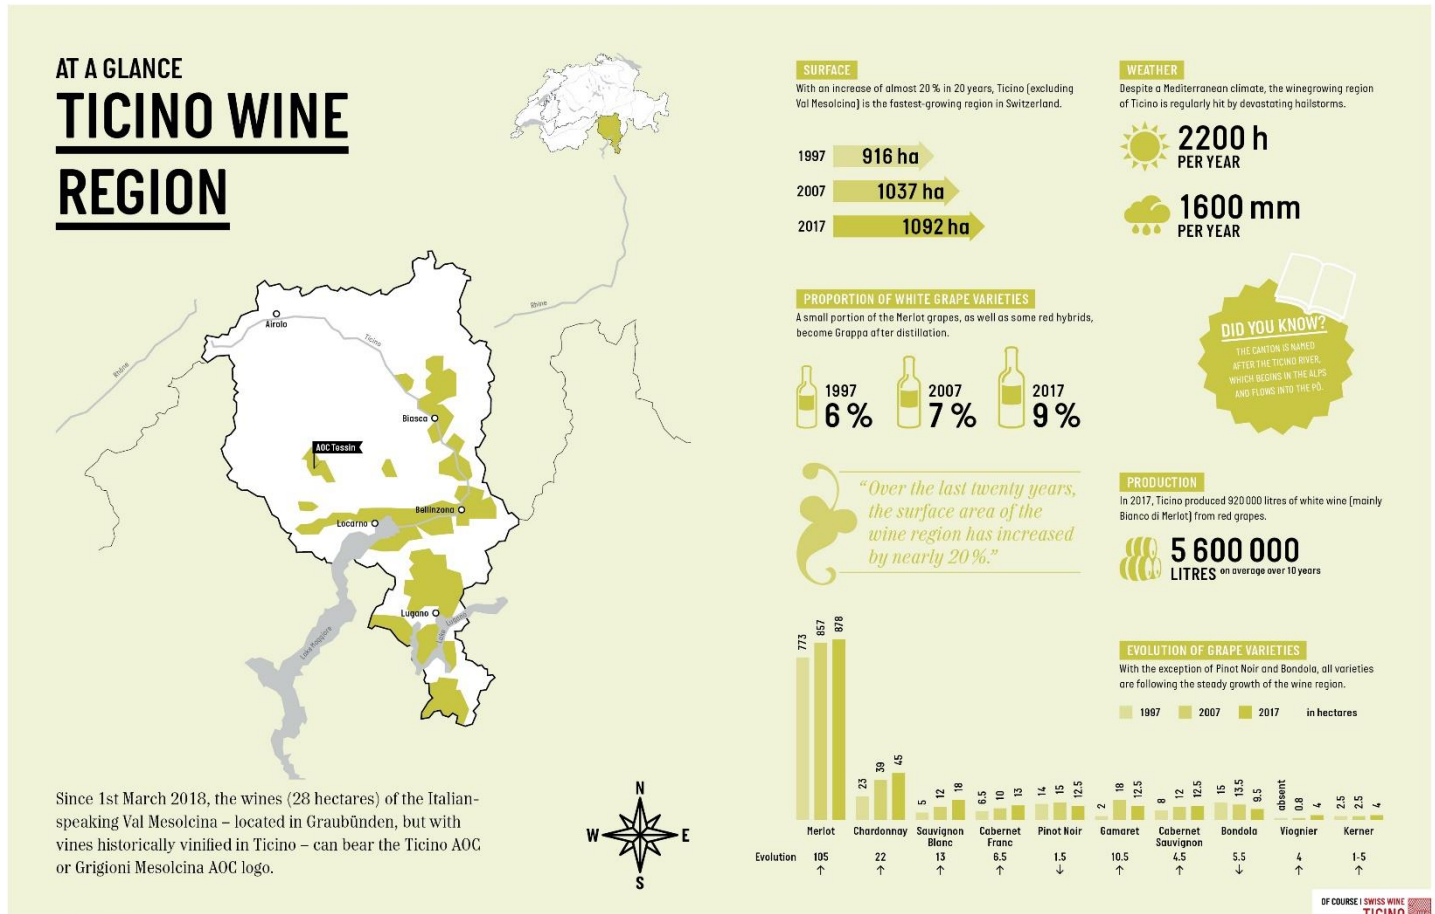 AT A GLANCE
TICINO WINE
REGION
Rhône
Rhine
Ticino
Airolo
Biasca
AOC Tessin
Bellinzona
Locarno
Lugano
Lake Lugano
Lake Maggiore
Since 1st March 2018, the wines (28 hectares) of the Italian-
speaking Val Mesolcina – located in Graubünden, but with
vines historically vinified in Ticino – can bear the Ticino AOC
or Grigioni Mesolcina AOC logo.
N
W E
S
SURFACE
With an increase of almost 20 % in 20 years, Ticino (excluding
Val Mesolcina) is the fastest-growing region in Switzerland.
1997 916 ha
2007 1037 ha
2017 1092 ha
PROPORTION OF WHITE GRAPE VARIETIES
A small portion of the Merlot grapes, as well as some red hybrids,
become Grappa after distillation.
1997 2007 2017
6 % 7 % 9 %
“Over the last twenty years,
the surface area of the
wine region has increased
by nearly 20 %.”
WEATHER
Despite a Mediterranean climate, the winegrowing region
of Ticino is regularly hit by devastating hailstorms.
2200 h
PER YEAR
1600 mm
PER YEAR
DID YOU KNOW?
THE CANTON IS NAMED
AFTER THE TICINO RIVER,
WHICH BEGINS IN THE ALPS
AND FLOWS INTO THE PÔ.
PRODUCTION
In 2017, Ticino produced 920 000 litres of white wine (mainly
Bianco di Merlot) from red grapes.
5 600 000
LITRES on average over 10 years
EVOLUTION OF GRAPE VARIETIES
With the exception of Pinot Noir and Bondola, all varieties
are following the steady growth of the wine region.
1997 2007 2017 in hectares
773 857 878
23 39 45
5 12 18
6.5 10 13
14 15 12.5
2 18 12.5
8 12 12.5
15 13.5 9.5
absent 0.8 4
2.5 2.5 4
Merlot Chardonnay Sauvignon Cabernet Pinot Noir Gamaret Cabernet Bondola Viognier Kerner
Blanc Franc Sauvignon
Evolution 105 22 13 6.5 1.5 10.5 4.5 5.5 4 1-5
↑ ↑ ↑ ↑ ↓ ↑ ↑ ↓ ↑ ↑
OF COURSE | SWISS WINE
TICINO